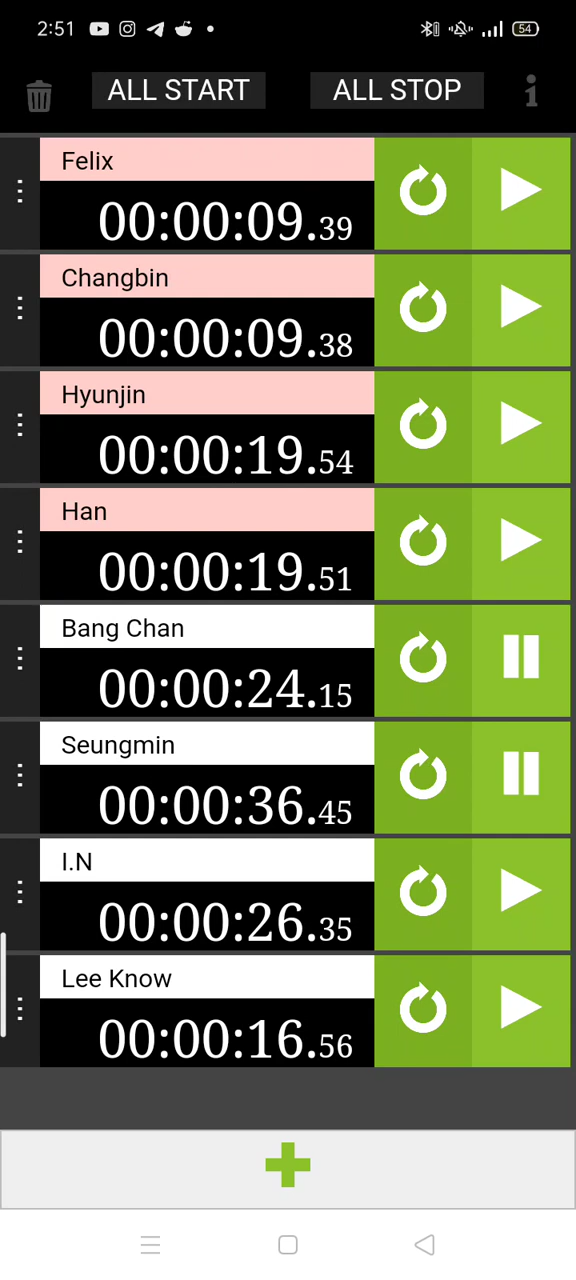 2:51
54
ALL START
ALL STOP
Felix
00:00:09.39
Changbin
00:00:09.38
Hyunjin
00:00:19.54
Han
00:00:19.51
Bang Chan
00:00:24.15
Seungmin
00:00:36.45
I.N
00:00:26.35
Lee Know
00:00:16.56